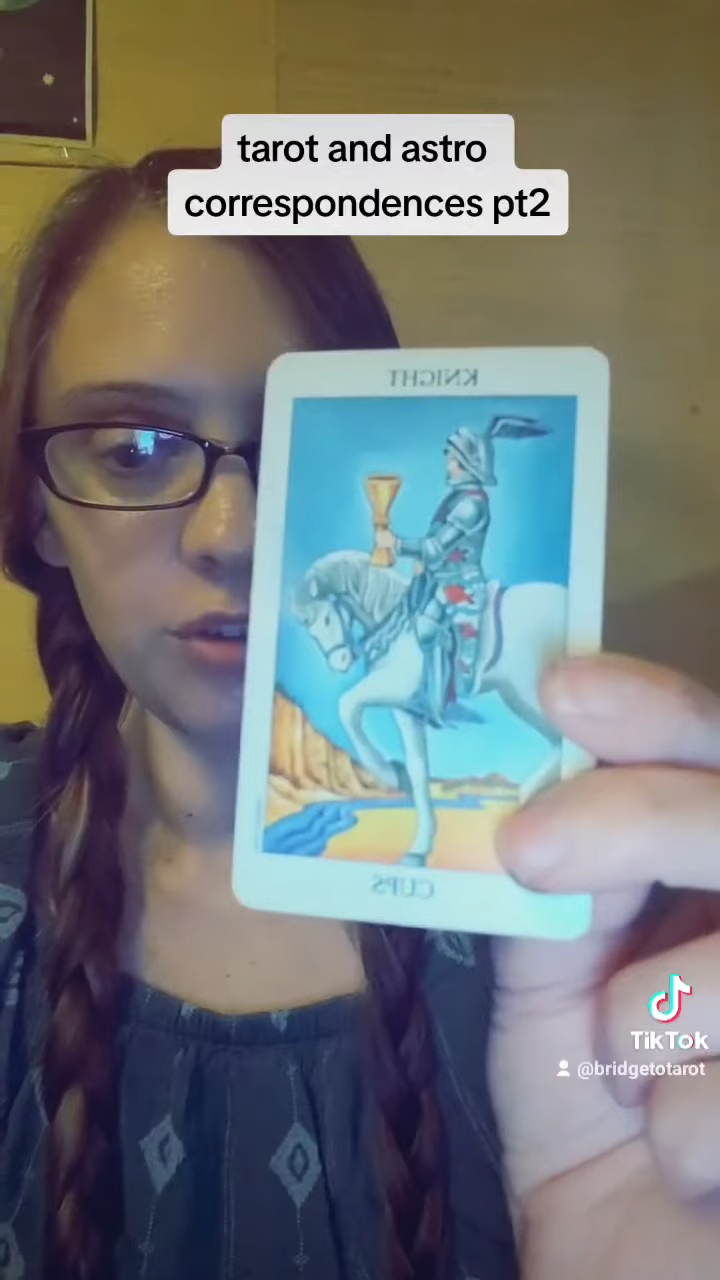 tarot and astro
correspondences pt2
KNIGHT
CUPS
TikTok
@bridgetotarot